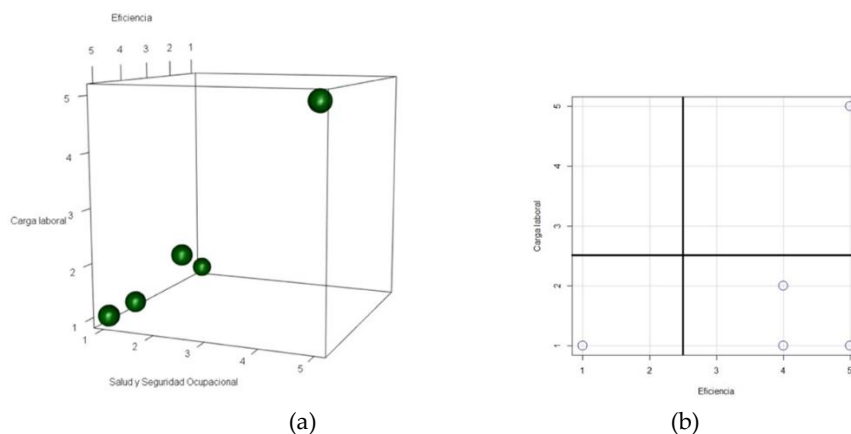 Eficiencia
5 4 3 2 1
5
4
Carga laboral 3
2
1
1 2 3 4 5
Salud y Seguridad Ocupacional
(a)
Carga laboral
5
4
3
2
1
1 2 3 4 5
Eficiencia
(b)